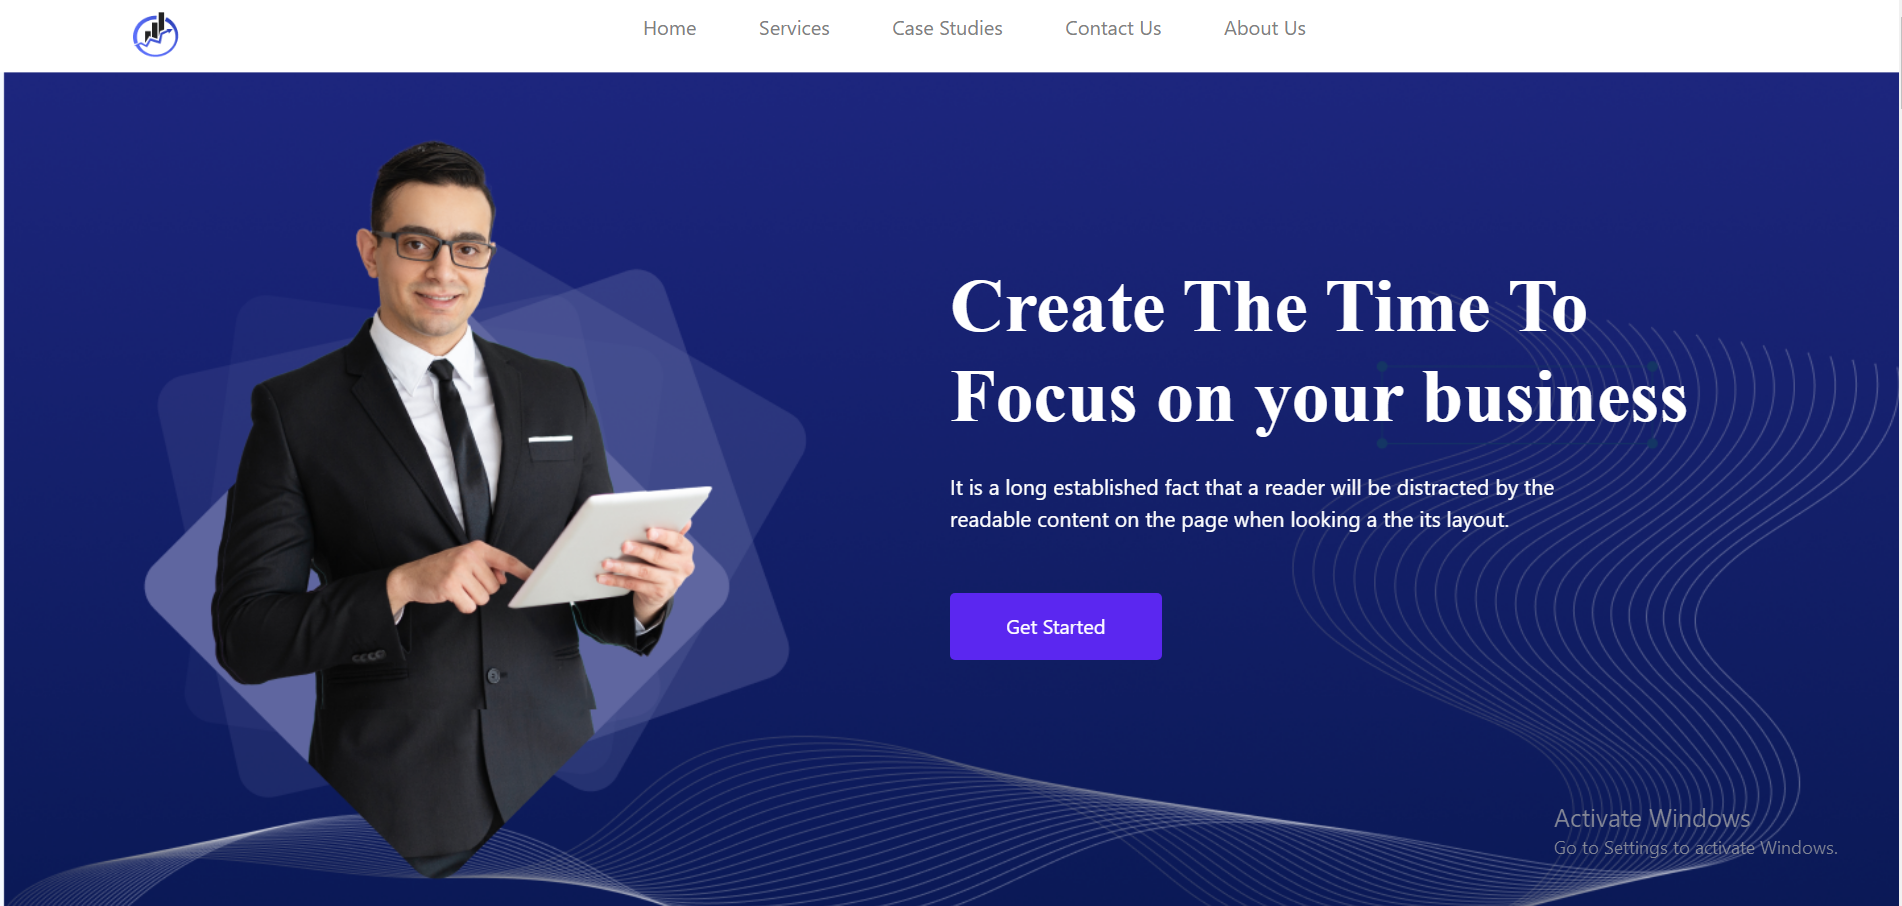 Home
Services
Case Studies
Contact Us
About Us
Create The Time To
Focus on your business
It is a long established fact that a reader will be distracted by the
readable content on the page when looking a the its layout.
Get Started
Activate Windows
Go to Settings to activate Windows.